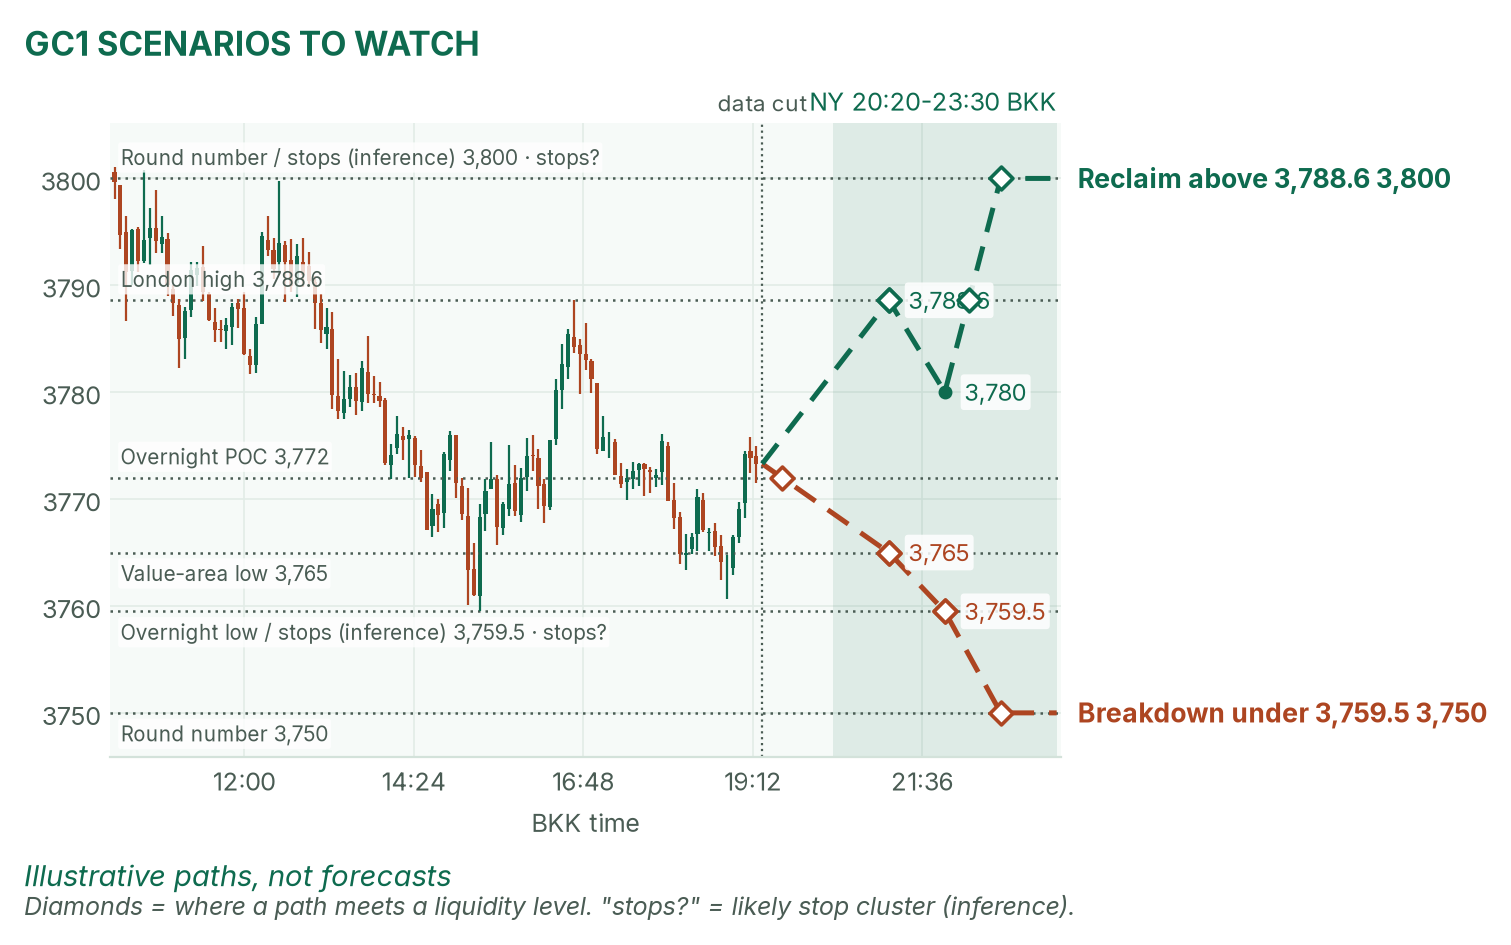 GC1 SCENARIOS TO WATCH
data cut NY 20:20-23:30 BKK
Round number / stops (inference) 3,800 · stops?
3800
Reclaim above 3,788.6 3,800
London high 3,788.6
3790
3,788.6
3780
3,780
Overnight POC 3,772
3770
3,765
Value-area low 3,765
3760
3,759.5
Overnight low / stops (inference) 3,759.5 · stops?
3750
Breakdown under 3,759.5 3,750
Round number 3,750
12:00 14:24 16:48 19:12 21:36
BKK time
Illustrative paths, not forecasts
Diamonds = where a path meets a liquidity level. "stops?" = likely stop cluster (inference).